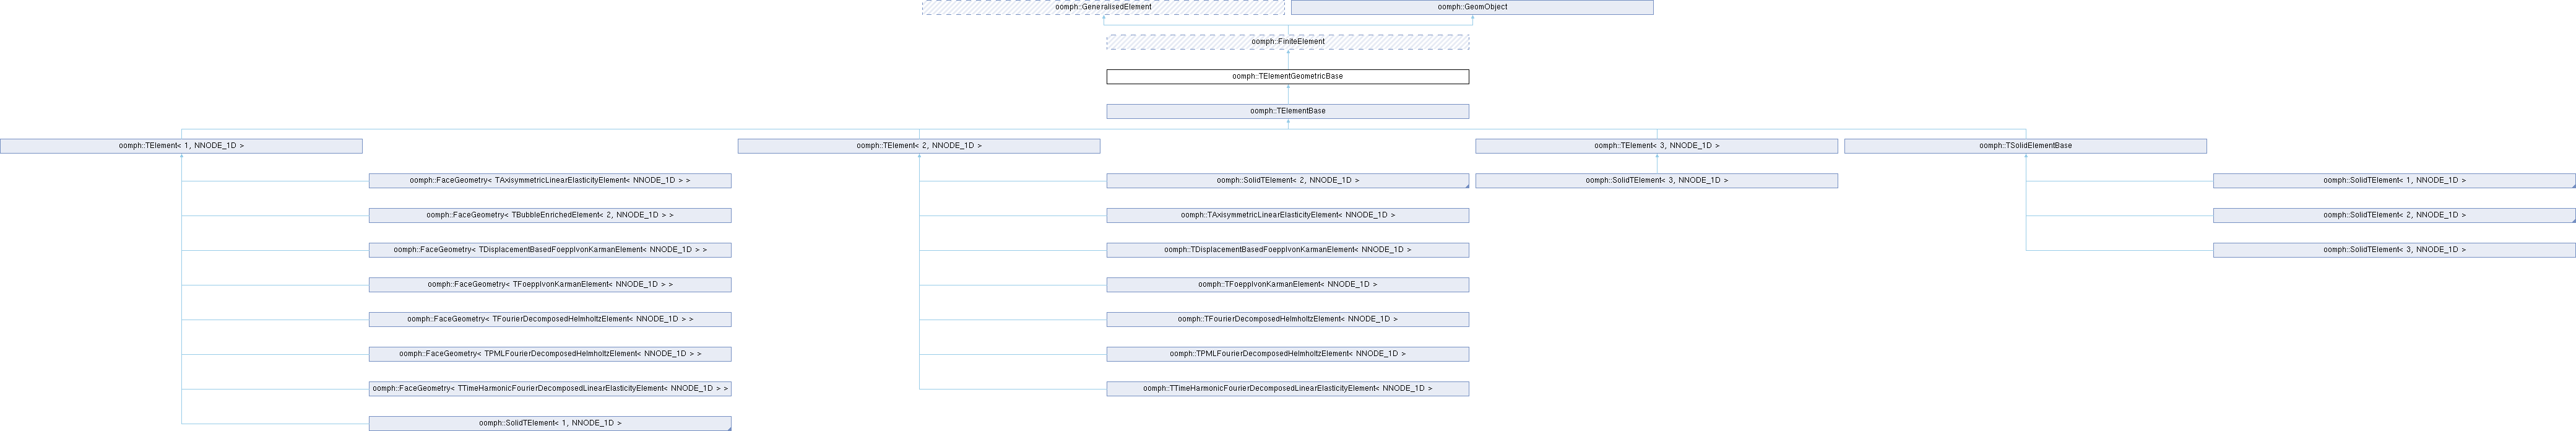 oomph::GeneralisedElement
oomph::GeomObject
oomph::FiniteElement
oomph::TElementGeometricBase
oomph::TElementBase
oomph::TElement< 1, NNODE_1D >
oomph::TElement< 2, NNODE_1D >
oomph::TElement< 3, NNODE_1D >
oomph::TSolidElementBase
oomph::FaceGeometry< TAxisymmetricLinearElasticityElement< NNODE_1D > >
oomph::SolidTElement< 2, NNODE_1D >
oomph::SolidTElement< 3, NNODE_1D >
oomph::SolidTElement< 1, NNODE_1D >
oomph::FaceGeometry< TBubbleEnrichedElement< 2, NNODE_1D > >
oomph::TAxisymmetricLinearElasticityElement< NNODE_1D >
oomph::SolidTElement< 2, NNODE_1D >
oomph::FaceGeometry< TDisplacementBasedFoepplvonKarmanElement< NNODE_1D > >
oomph::TDisplacementBasedFoepplvonKarmanElement< NNODE_1D >
oomph::SolidTElement< 3, NNODE_1D >
oomph::FaceGeometry< TFoepplvonKarmanElement< NNODE_1D > >
oomph::TFoepplvonKarmanElement< NNODE_1D >
oomph::FaceGeometry< TFourierDecomposedHelmholtzElement< NNODE_1D > >
oomph::TFourierDecomposedHelmholtzElement< NNODE_1D >
oomph::FaceGeometry< TPMLFourierDecomposedHelmholtzElement< NNODE_1D > >
oomph::TPMLFourierDecomposedHelmholtzElement< NNODE_1D >
oomph::FaceGeometry< TTimeHarmonicFourierDecomposedLinearElasticityElement< NNODE_1D > >
oomph::TTimeHarmonicFourierDecomposedLinearElasticityElement< NNODE_1D >
oomph::SolidTElement< 1, NNODE_1D >